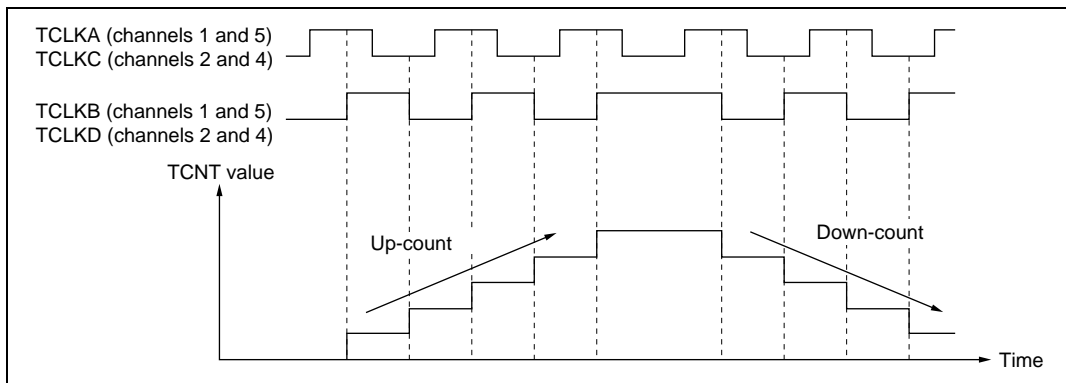 TCLKA (channels 1 and 5)
TCLKC (channels 2 and 4)
TCLKB (channels 1 and 5)
TCLKD (channels 2 and 4)
TCNT value
Up-count
Down-count
Time